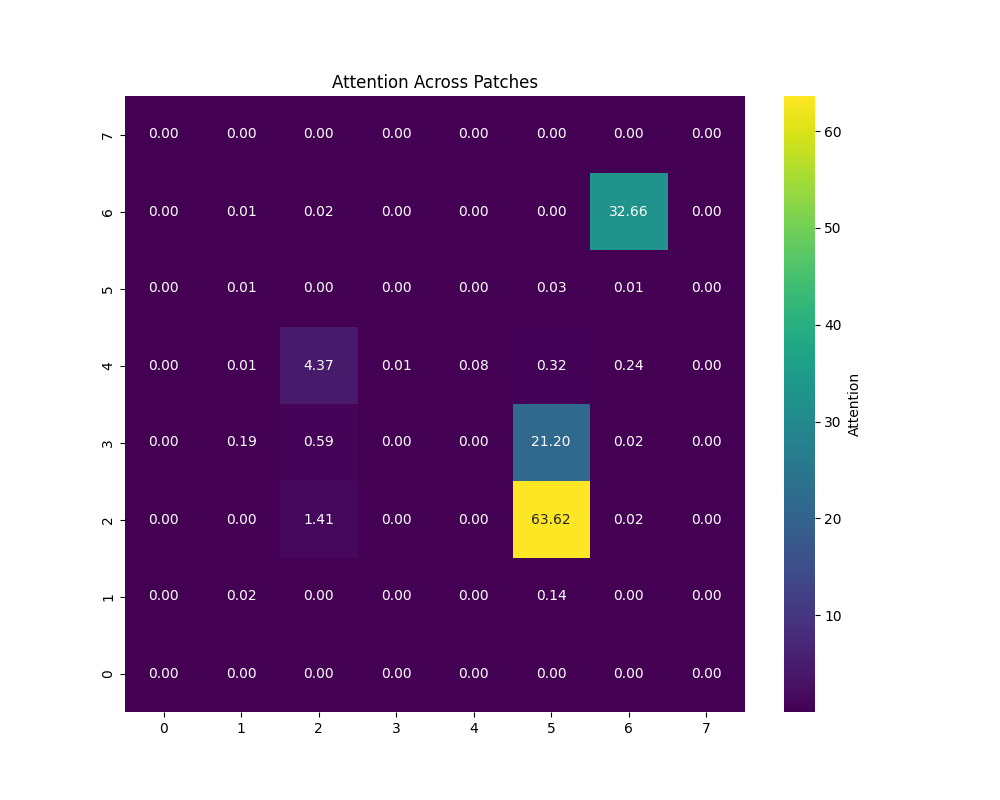 Attention Across Patches
7 0.00 0.00 0.00 0.00 0.00 0.00 0.00 0.00
60
6 0.00 0.01 0.02 0.00 0.00 0.00 32.66 0.00
50
5 0.00 0.01 0.00 0.00 0.00 0.03 0.01 0.00
40
4 0.00 0.01 4.37 0.01 0.08 0.32 0.24 0.00
Attention
30
3 0.00 0.19 0.59 0.00 0.00 21.20 0.02 0.00
20
2 0.00 0.00 1.41 0.00 0.00 63.62 0.02 0.00
1 0.00 0.02 0.00 0.00 0.00 0.14 0.00 0.00
10
0 0.00 0.00 0.00 0.00 0.00 0.00 0.00 0.00
0 1 2 3 4 5 6 7